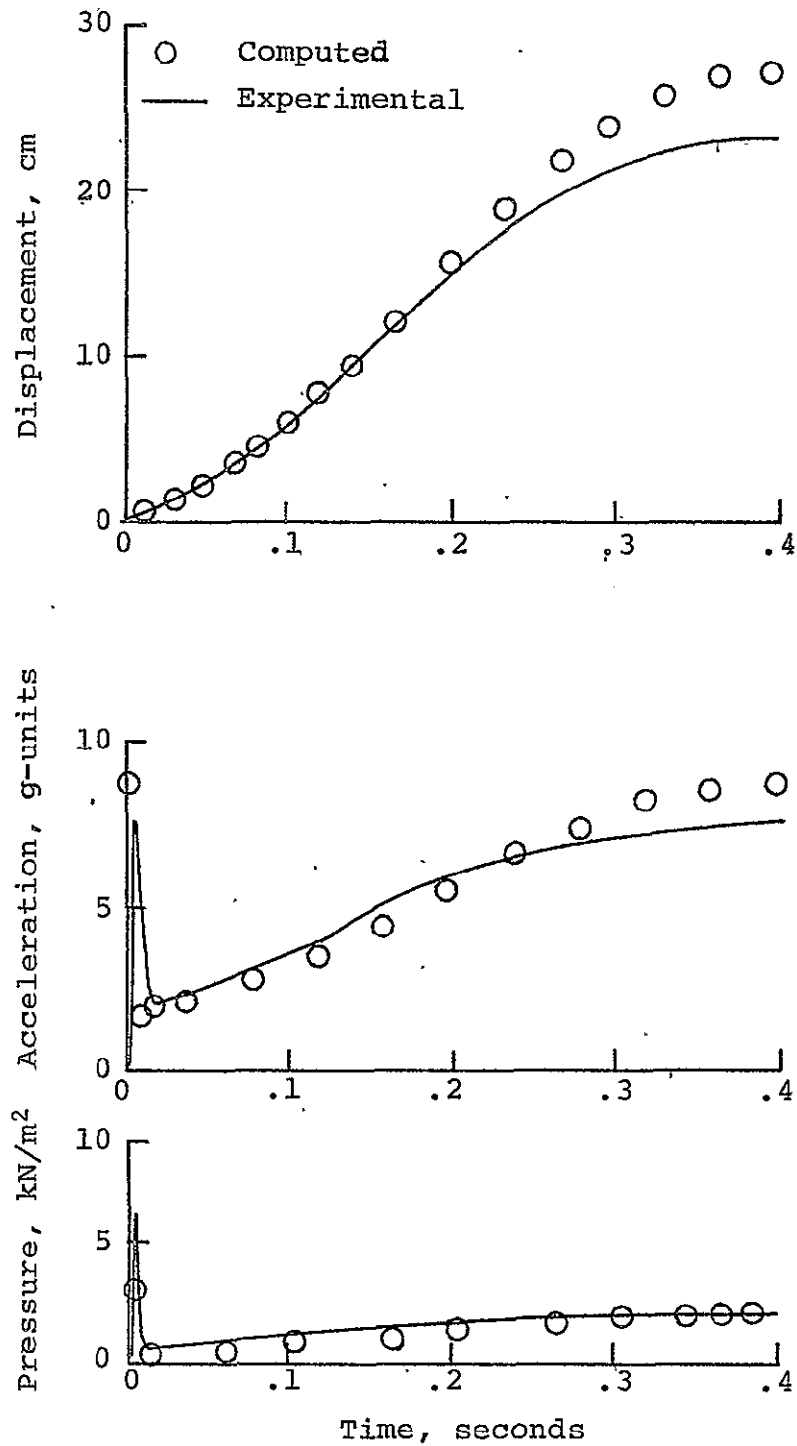 30
Computed
Experimental
20
10
0
Displacement, cm
0 .1 .2 .3 .4
10
5
0
Acceleration, g-units
0 .1 .2 .3 .4
10
5
0
Pressure, kN/m²
0 .1 .2 .3 .4
Time, seconds